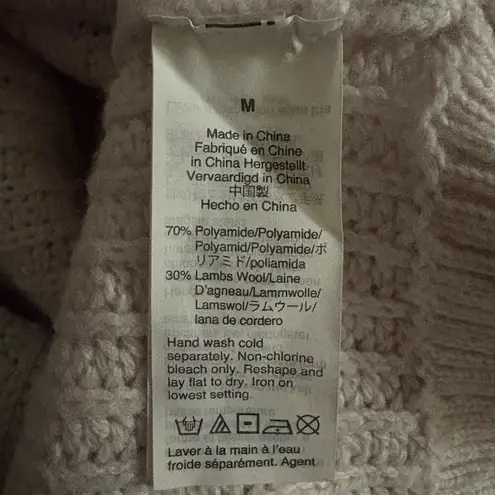 M
Made in China
Fabriqué en Chine
in China Hergestellt
Vervaardigd in China
中国製
Hecho en China
70% Polyamide/Polyamide/
Polyamid/Polyamide/ポ
リアミド/poliamida
30% Lambs Wool/Laine
D'agneau/Lammwolle/
Lamswol/ラムウール/
lana de cordero
Hand wash cold
separately. Non-chlorine
bleach only. Reshape and
lay flat to dry. Iron on
lowest setting.
Laver à la main à l'eau
froide séparément. Agent